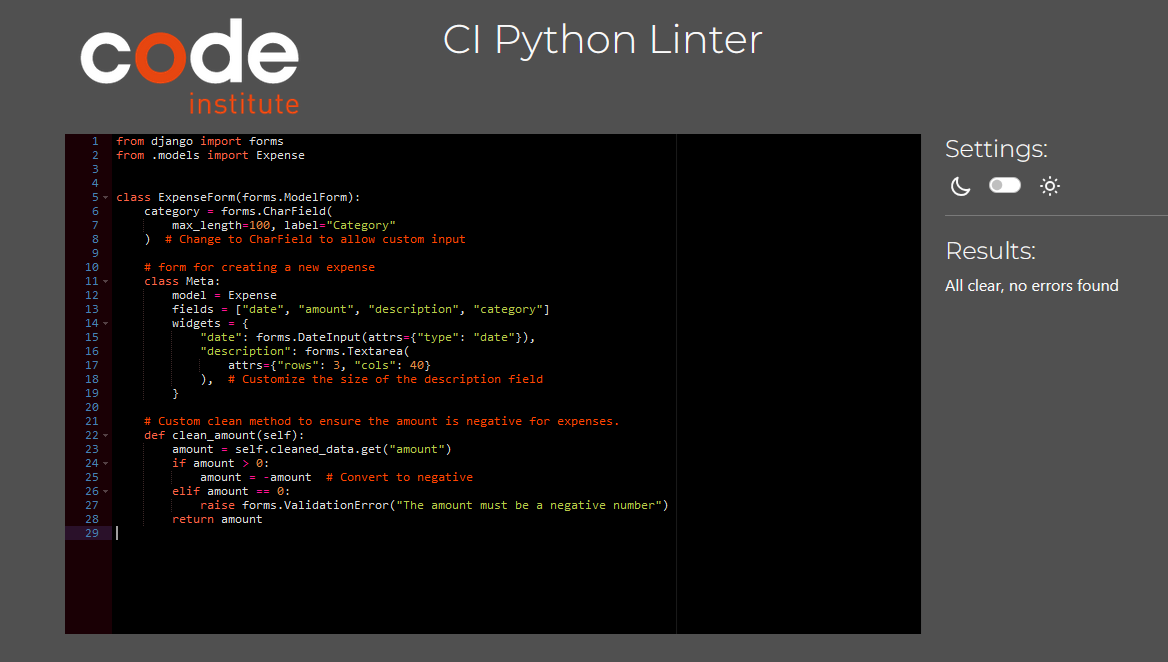 code
institute
CI Python Linter
1 from django import forms
2 from .models import Expense
3
4
5 class ExpenseForm(forms.ModelForm):
6     category = forms.CharField(
7         max_length=100, label="Category"
8     )  # Change to CharField to allow custom input
9
10     # form for creating a new expense
11     class Meta:
12         model = Expense
13         fields = ["date", "amount", "description", "category"]
14         widgets = {
15             "date": forms.DateInput(attrs={"type": "date"}),
16             "description": forms.Textarea(
17                 attrs={"rows": 3, "cols": 40}
18             ),  # Customize the size of the description field
19         }
20
21     # Custom clean method to ensure the amount is negative for expenses.
22     def clean_amount(self):
23         amount = self.cleaned_data.get("amount")
24         if amount > 0:
25             amount = -amount  # Convert to negative
26         elif amount == 0:
27             raise forms.ValidationError("The amount must be a negative number")
28         return amount
29
Settings:
Results:
All clear, no errors found